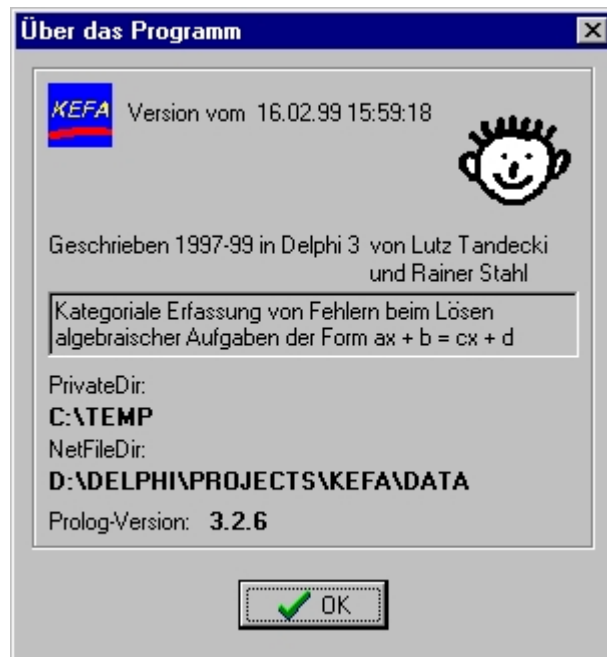 Über das Programm
KEFA
Version vom 16.02.99 15:59:18
Geschrieben 1997-99 in Delphi 3 von Lutz Tandecki
und Rainer Stahl
Kategoriale Erfassung von Fehlern beim Lösen
algebraischer Aufgaben der Form ax + b = cx + d
PrivateDir:
C:\TEMP
NetFileDir:
D:\DELPHI\PROJECTS\KEFA\DATA
Prolog-Version: 3.2.6
OK